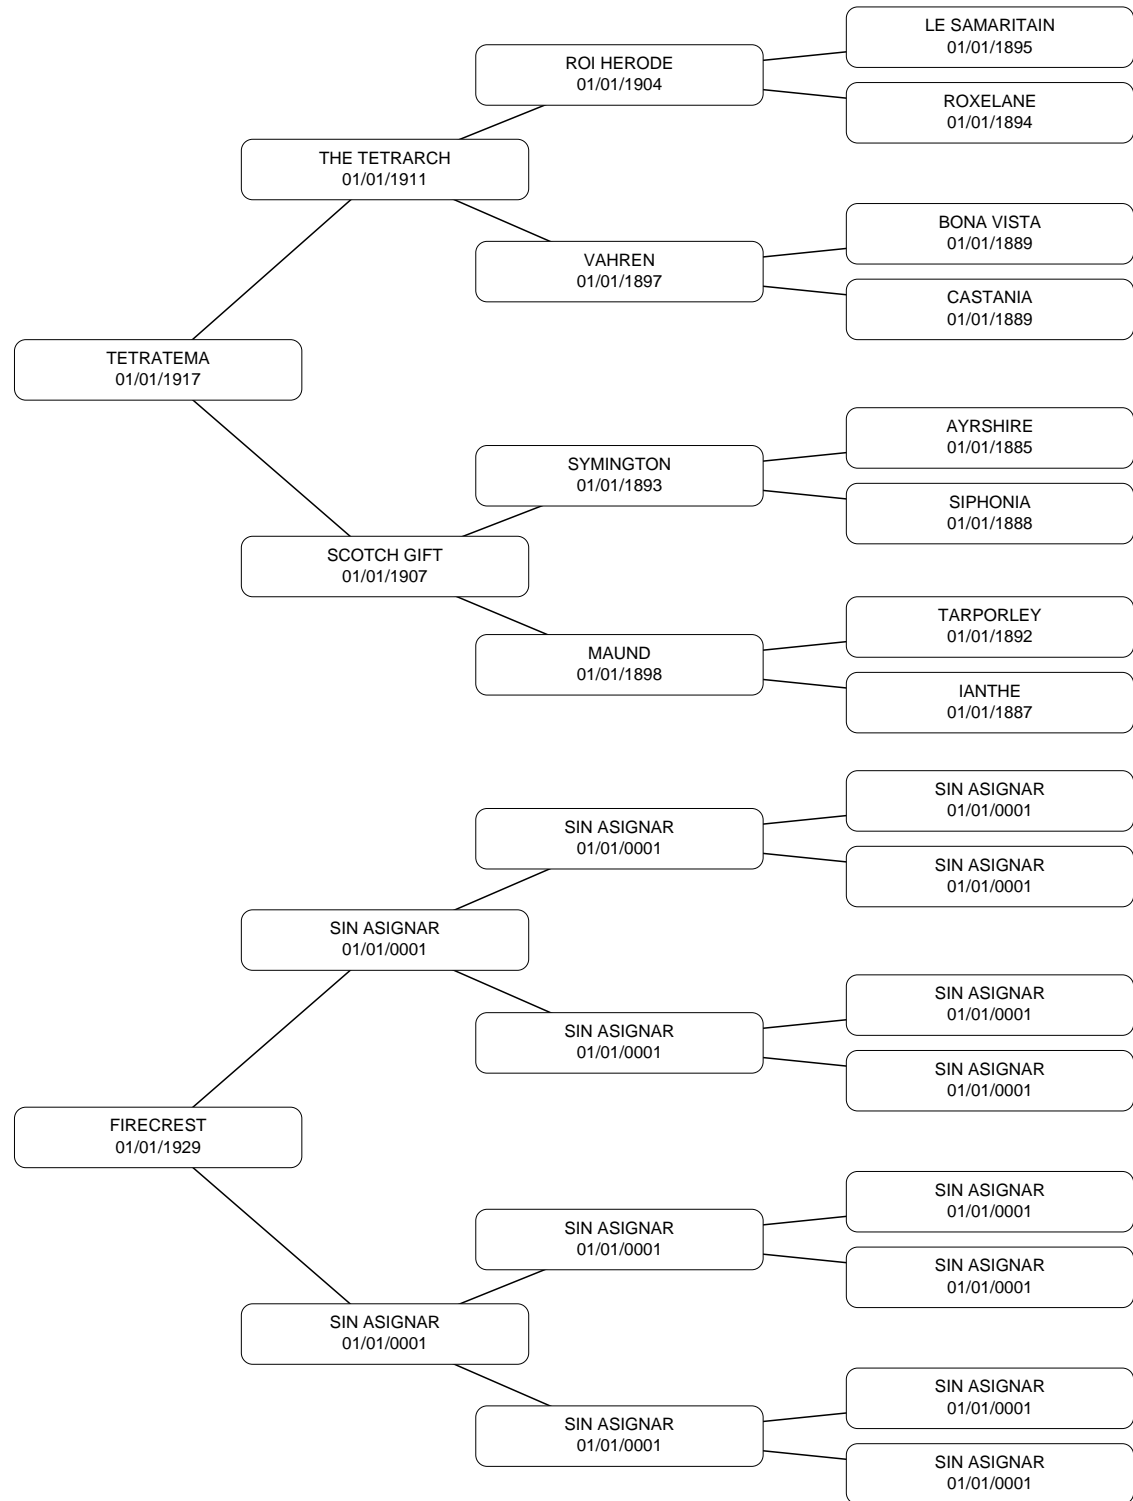 LE SAMARITAIN
01/01/1895
ROI HERODE
01/01/1904
ROXELANE
01/01/1894
THE TETRARCH
01/01/1911
BONA VISTA
01/01/1889
VAHREN
01/01/1897
CASTANIA
01/01/1889
TETRATEMA
01/01/1917
AYRSHIRE
01/01/1885
SYMINGTON
01/01/1893
SIPHONIA
01/01/1888
SCOTCH GIFT
01/01/1907
TARPORLEY
01/01/1892
MAUND
01/01/1898
IANTHE
01/01/1887
SIN ASIGNAR
01/01/0001
SIN ASIGNAR
01/01/0001
SIN ASIGNAR
01/01/0001
SIN ASIGNAR
01/01/0001
SIN ASIGNAR
01/01/0001
SIN ASIGNAR
01/01/0001
SIN ASIGNAR
01/01/0001
FIRECREST
01/01/1929
SIN ASIGNAR
01/01/0001
SIN ASIGNAR
01/01/0001
SIN ASIGNAR
01/01/0001
SIN ASIGNAR
01/01/0001
SIN ASIGNAR
01/01/0001
SIN ASIGNAR
01/01/0001
SIN ASIGNAR
01/01/0001